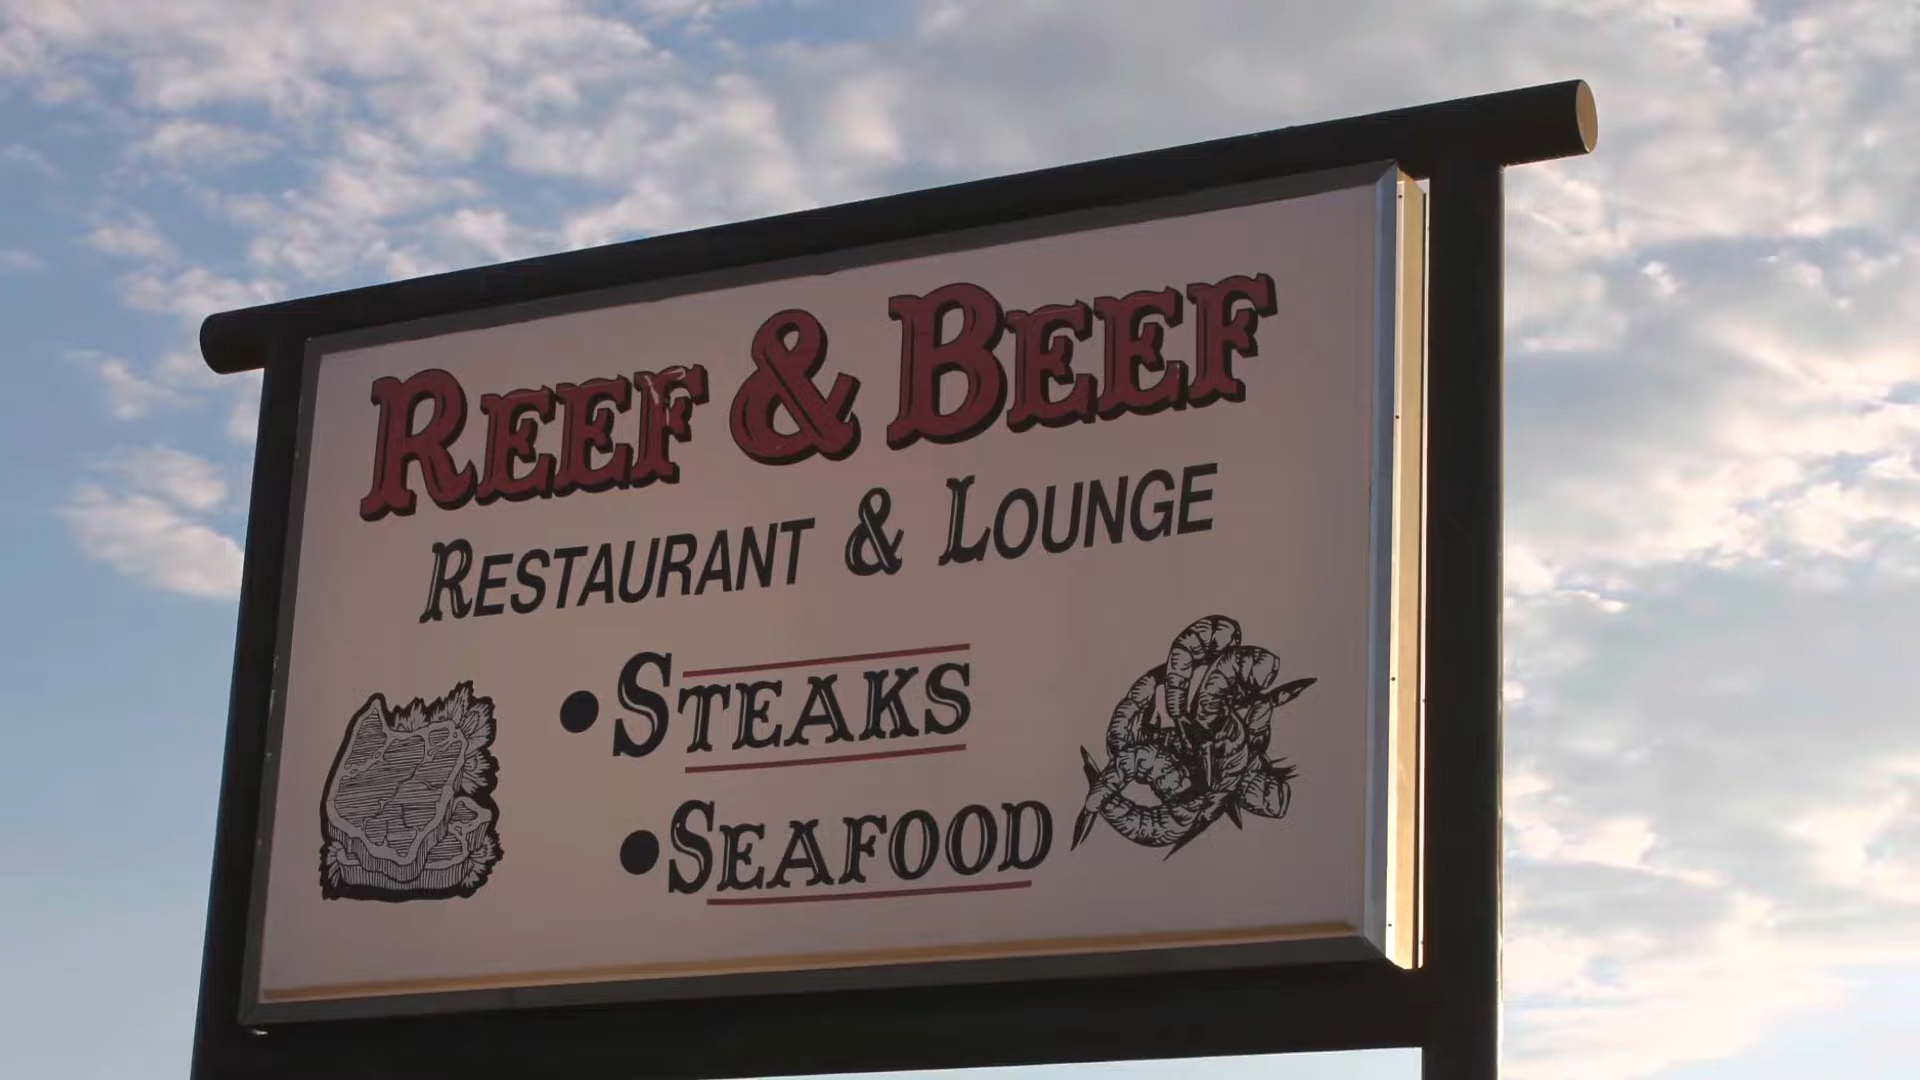 REEF & BEEF
RESTAURANT & LOUNGE
•STEAKS
•SEAFOOD